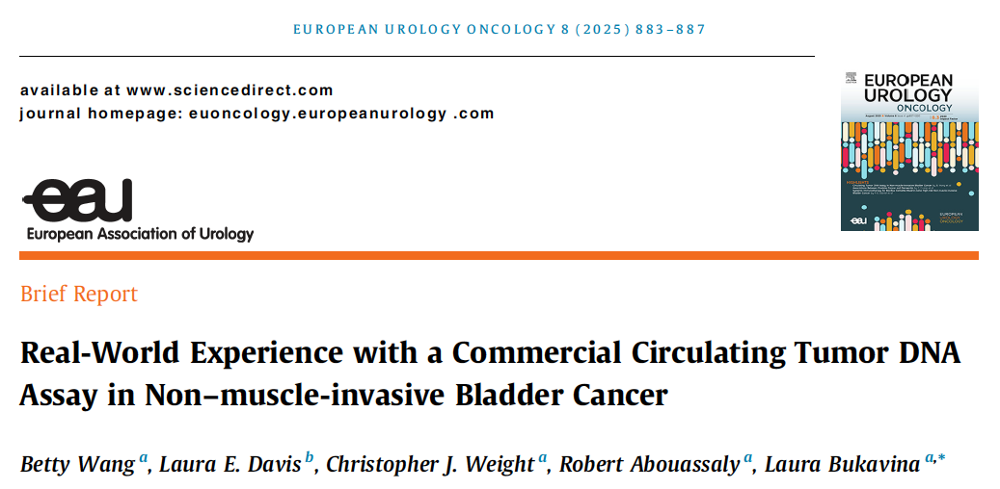 EUROPEAN UROLOGY ONCOLOGY 8 (2025) 883–887
available at www.sciencedirect.com
journal homepage: euoncology.europeanurology .com
EUROPEAN
UROLOGY
ONCOLOGY
eau
European Association of Urology
Brief Report
Real-World Experience with a Commercial Circulating Tumor DNA
Assay in Non–muscle-invasive Bladder Cancer
Betty Wang a, Laura E. Davis b, Christopher J. Weight a, Robert Abouassaly a, Laura Bukavina a,*